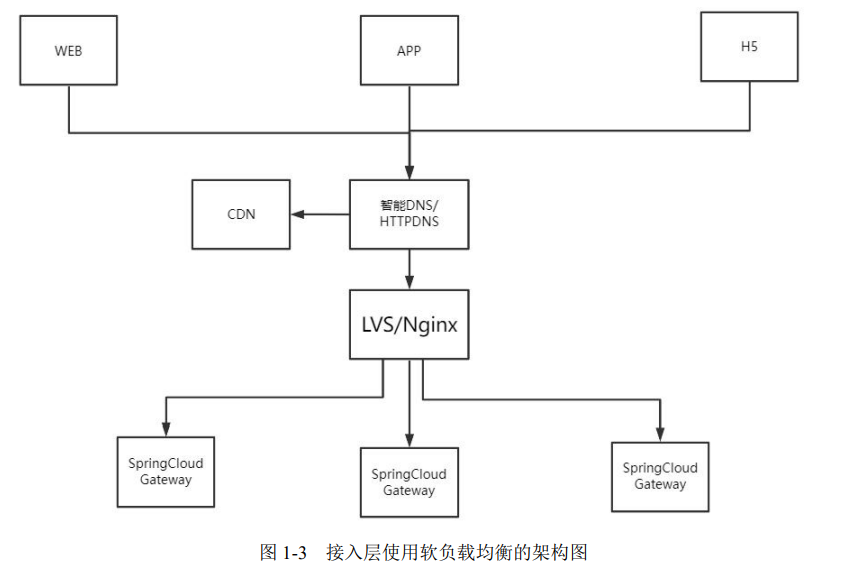 WEB
APP
H5
CDN
智能DNS/
HTTPDNS
LVS/Nginx
SpringCloud
Gateway
SpringCloud
Gateway
SpringCloud
Gateway
图 1-3 接入层使用软负载均衡的架构图